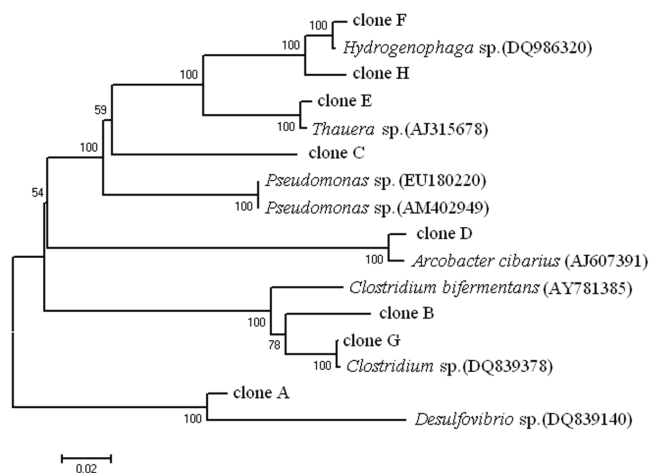 100 clone F
100 Hydrogenophaga sp.(DQ986320)
100 clone H
59 clone E
100 Thauera sp.(AJ315678)
100 clone C
Pseudomonas sp.(EU180220)
54 100 Pseudomonas sp.(AM402949)
clone D
100 Arcobacter cibarius (AJ607391)
Clostridium bifermentans (AY781385)
100 clone B
78 clone G
100 Clostridium sp.(DQ839378)
clone A
100 Desulfovibrio sp.(DQ839140)
0.02